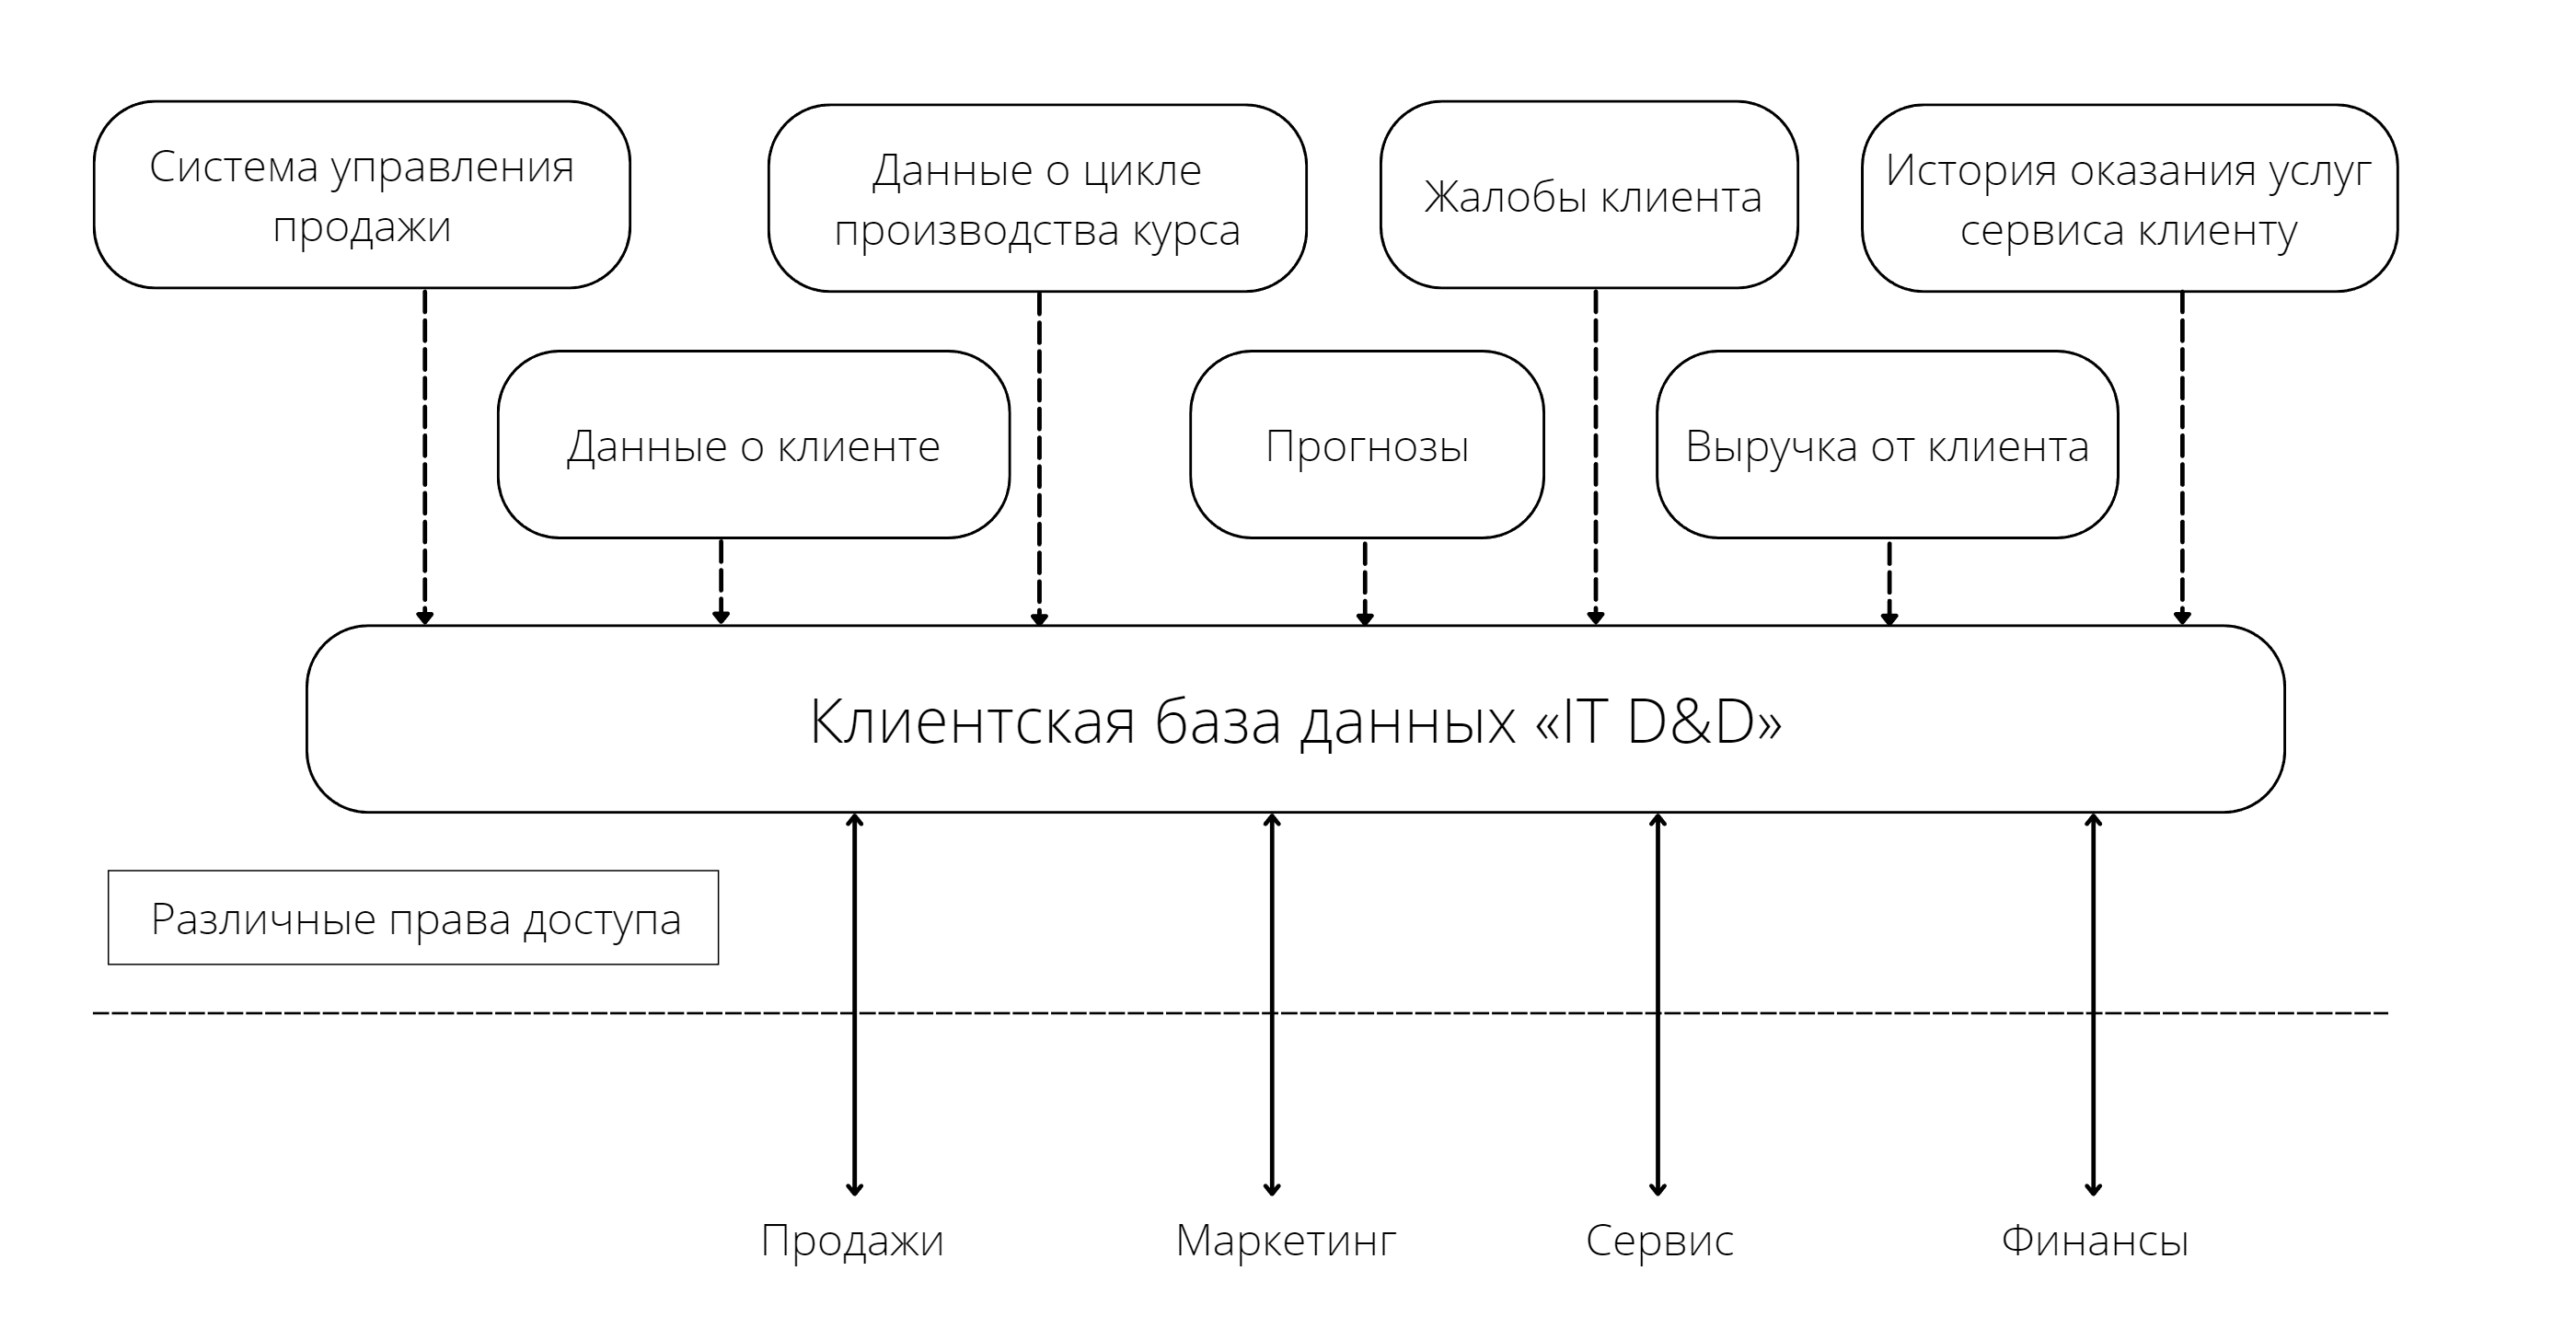 Система управления
продажи
Данные о цикле
производства курса
Жалобы клиента
История оказания услуг
сервиса клиенту
Данные о клиенте
Прогнозы
Выручка от клиента
Клиентская база данных «IT D&D»
Различные права доступа
Продажи
Маркетинг
Сервис
Финансы